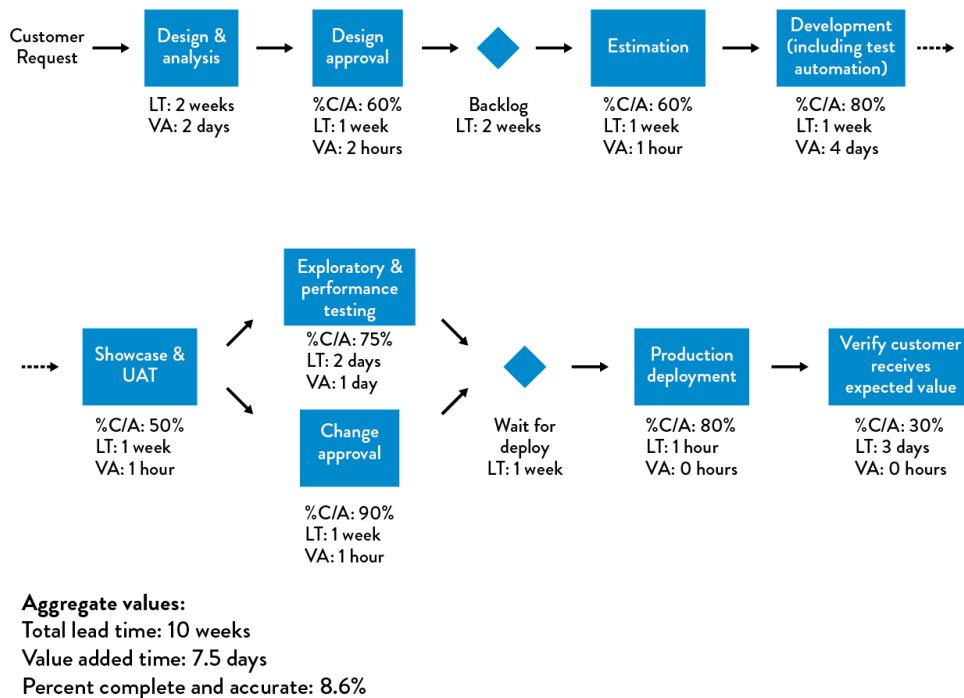 Customer
Request
Design &
analysis
LT: 2 weeks
VA: 2 days
Design
approval
%C/A: 60%
LT: 1 week
VA: 2 hours
Backlog
LT: 2 weeks
Estimation
%C/A: 60%
LT: 1 week
VA: 1 hour
Development
(including test
automation)
%C/A: 80%
LT: 1 week
VA: 4 days
Showcase &
UAT
%C/A: 50%
LT: 1 week
VA: 1 hour
Exploratory &
performance
testing
%C/A: 75%
LT: 2 days
VA: 1 day
Change
approval
%C/A: 90%
LT: 1 week
VA: 1 hour
Wait for
deploy
LT: 1 week
Production
deployment
%C/A: 80%
LT: 1 hour
VA: 0 hours
Verify customer
receives
expected value
%C/A: 30%
LT: 3 days
VA: 0 hours
Aggregate values:
Total lead time: 10 weeks
Value added time: 7.5 days
Percent complete and accurate: 8.6%